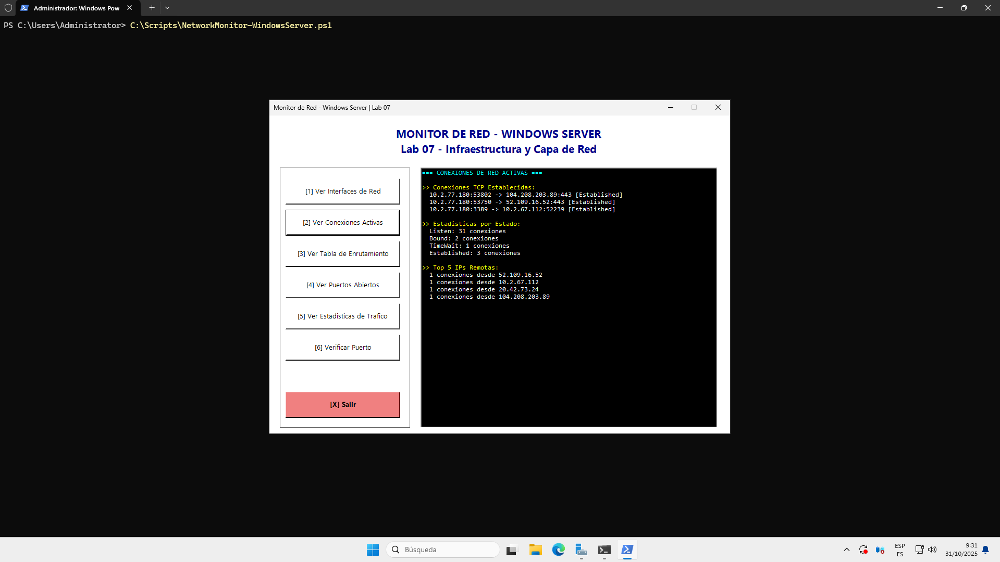 Administrador: Windows Pow
PS C:\Users\Administrator> C:\Scripts\NetworkMonitor-WindowsServer.ps1
Monitor de Red - Windows Server | Lab 07
MONITOR DE RED - WINDOWS SERVER
Lab 07 - Infraestructura y Capa de Red
[1] Ver Interfaces de Red
[2] Ver Conexiones Activas
[3] Ver Tabla de Enrutamiento
[4] Ver Puertos Abiertos
[5] Ver Estadisticas de Trafico
[6] Verificar Puerto
[X] Salir
=== CONEXIONES DE RED ACTIVAS ===
>> Conexiones TCP Establecidas:
10.2.77.180:53802 -> 104.208.203.89:443 [Established]
10.2.77.180:53750 -> 52.109.16.52:443 [Established]
10.2.77.180:3389 -> 10.2.67.112:52239 [Established]
>> Estadisticas por Estado:
Listen: 31 conexiones
Bound: 2 conexiones
TimeWait: 1 conexiones
Established: 3 conexiones
>> Top 5 IPs Remotas:
1 conexiones desde 52.109.16.52
1 conexiones desde 10.2.67.112
1 conexiones desde 20.42.73.24
1 conexiones desde 104.208.203.89
Búsqueda
ESP
ES
9:31
31/10/2025